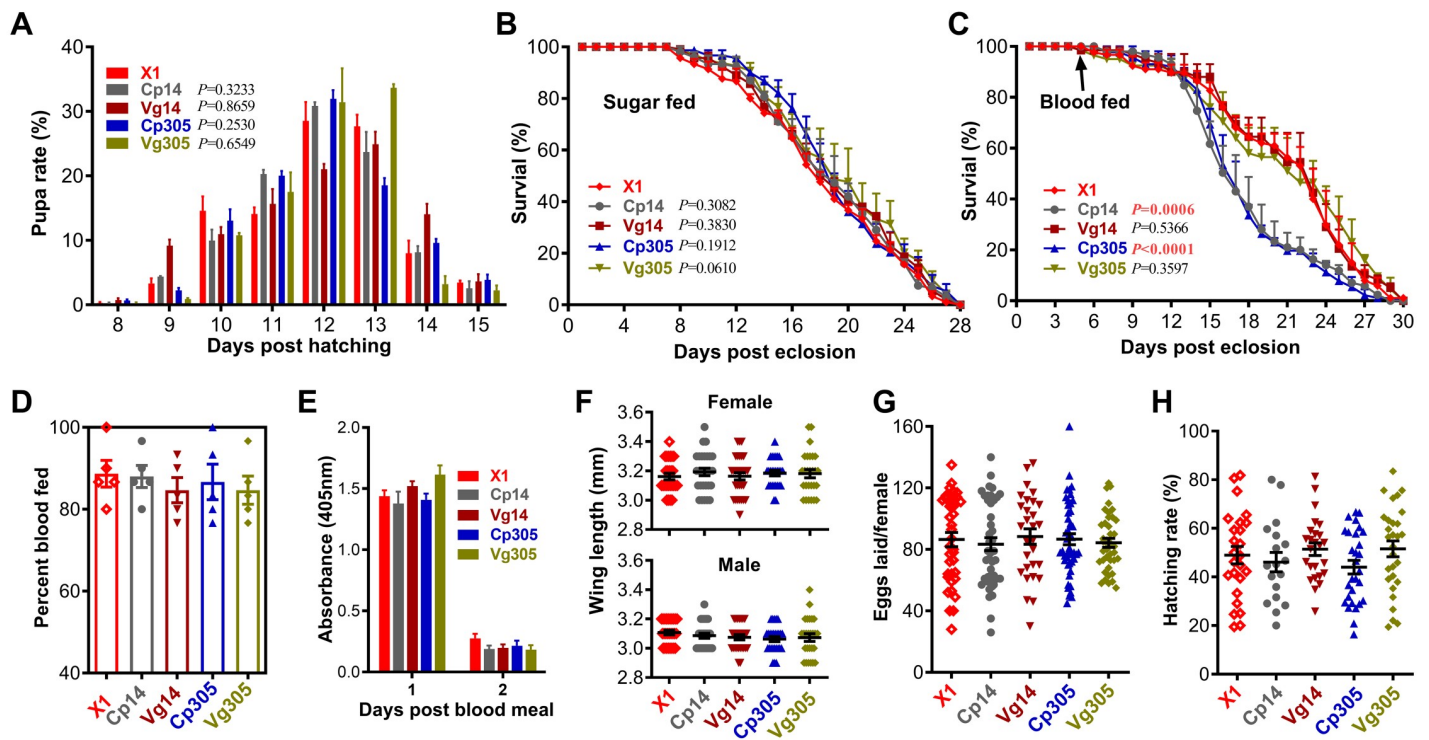 A
Pupa rate (%)
40
30
20
10
0
X1
Cp14 P=0.3233
Vg14 P=0.8659
Cp305 P=0.2530
Vg305 P=0.6549
8 9 10 11 12 13 14 15
Days post hatching
B
Survial (%)
100
80
60
40
20
0
Sugar fed
X1
Cp14 P=0.3082
Vg14 P=0.3830
Cp305 P=0.1912
Vg305 P=0.0610
0 4 8 12 16 20 24 28
Days post eclosion
C
Survial (%)
100
80
60
40
20
0
Blood fed
X1
Cp14 P=0.0006
Vg14 P=0.5366
Cp305 P<0.0001
Vg305 P=0.3597
0 1 3 6 9 12 15 18 21 24 27 30
Days post eclosion
D
Percent blood fed
100
80
60
40
X1 Cp14 Vg14 Cp305 Vg305
E
Absorbance (405nm)
2.0
1.5
1.0
0.5
0.0
X1
Cp14
Vg14
Cp305
Vg305
1 2
Days post blood meal
F
Wing length (mm)
Female
3.6
3.4
3.2
3.0
2.8
Male
3.6
3.4
3.2
3.0
2.8
X1 Cp14 Vg14 Cp305 Vg305
G
Eggs laid/female
160
120
80
40
0
X1 Cp14 Vg14 Cp305 Vg305
H
Hatching rate (%)
100
80
60
40
20
0
X1 Cp14 Vg14 Cp305 Vg305